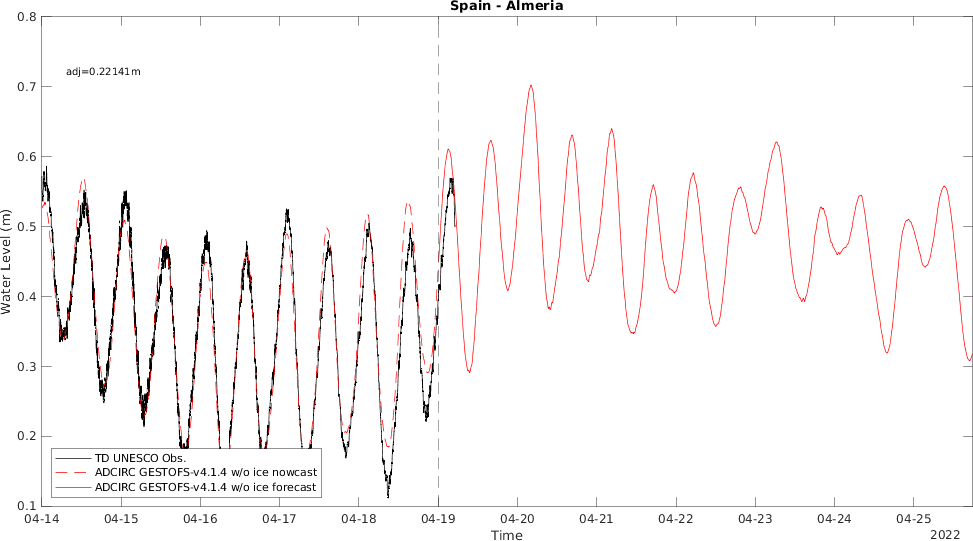 Spain - Almeria
adj=0.22141m
Water Level (m)
0.8
0.7
0.6
0.5
0.4
0.3
0.2
0.1
TD UNESCO Obs.
ADCIRC GESTOFS-v4.1.4 w/o ice nowcast
ADCIRC GESTOFS-v4.1.4 w/o ice forecast
04-14 04-15 04-16 04-17 04-18 04-19 04-20 04-21 04-22 04-23 04-24 04-25
Time
2022